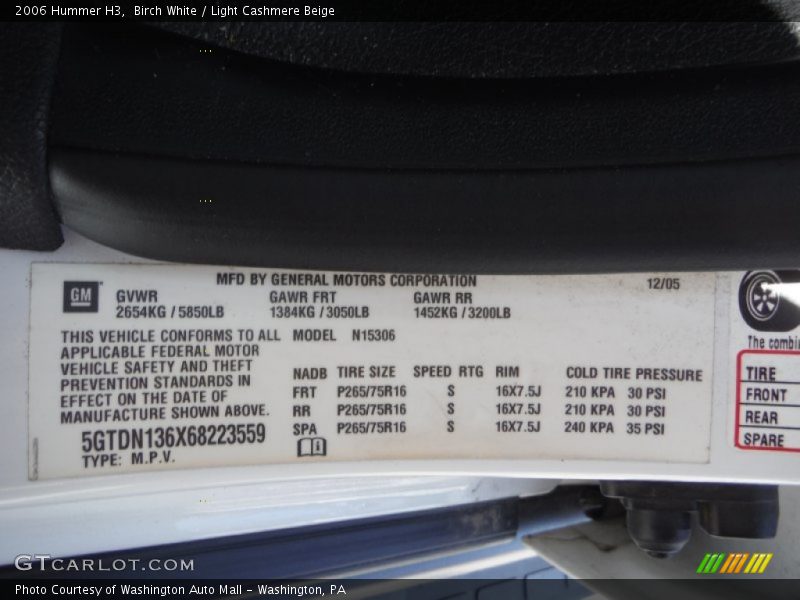 2006 Hummer H3, Birch White / Light Cashmere Beige
MFD BY GENERAL MOTORS CORPORATION 12/05
GM
GVWR GAWR FRT GAWR RR
2654KG / 5850LB 1384KG / 3050LB 1452KG / 3200LB
THIS VEHICLE CONFORMS TO ALL
APPLICABLE FEDERAL MOTOR
VEHICLE SAFETY AND THEFT
PREVENTION STANDARDS IN
EFFECT ON THE DATE OF
MANUFACTURE SHOWN ABOVE.
5GTDN136X68223559
TYPE: M.P.V.
MODEL N15306
NADB TIRE SIZE SPEED RTG RIM COLD TIRE PRESSURE
FRT P265/75R16 S 16X7.5J 210 KPA 30 PSI
RR P265/75R16 S 16X7.5J 210 KPA 30 PSI
SPA P265/75R16 S 16X7.5J 240 KPA 35 PSI
The combi
TIRE
FRONT
REAR
SPARE
GTCARLOT.COM
Photo Courtesy of Washington Auto Mall - Washington, PA